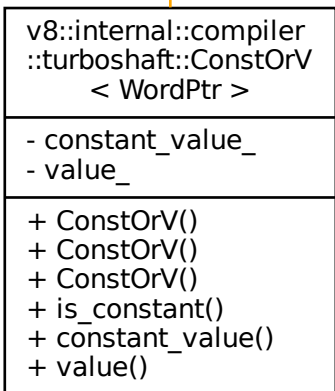 v8::internal::compiler
::turboshaft::ConstOrV
< WordPtr >
- constant_value_
- value_
+ ConstOrV()
+ ConstOrV()
+ ConstOrV()
+ is_constant()
+ constant_value()
+ value()